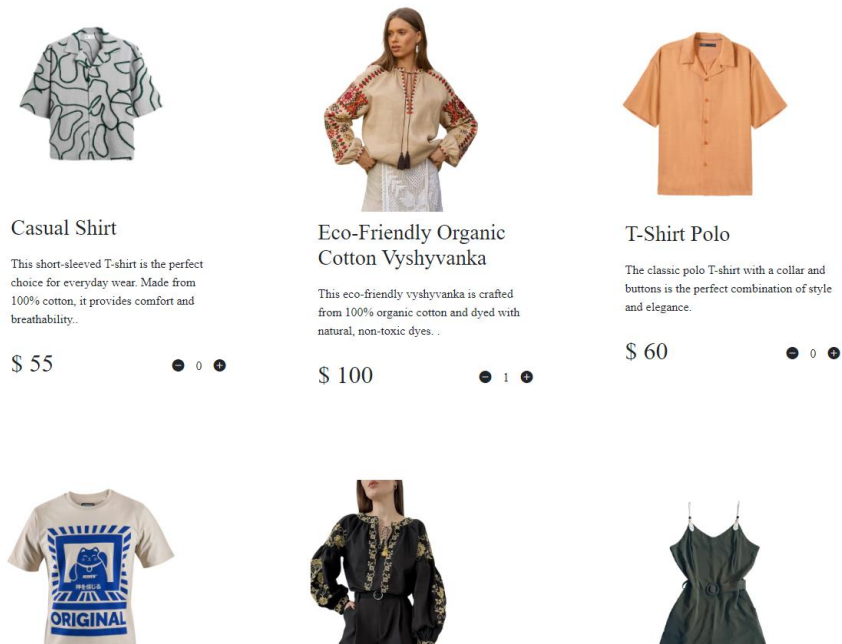 Casual Shirt
This short-sleeved T-shirt is the perfect
choice for everyday wear. Made from
100% cotton, it provides comfort and
breathability..
$ 55
0
Eco-Friendly Organic
Cotton Vyshyvanka
This eco-friendly vyshyvanka is crafted
from 100% organic cotton and dyed with
natural, non-toxic dyes. .
$ 100
1
T-Shirt Polo
The classic polo T-shirt with a collar and
buttons is the perfect combination of style
and elegance.
$ 60
0
ORIGINAL